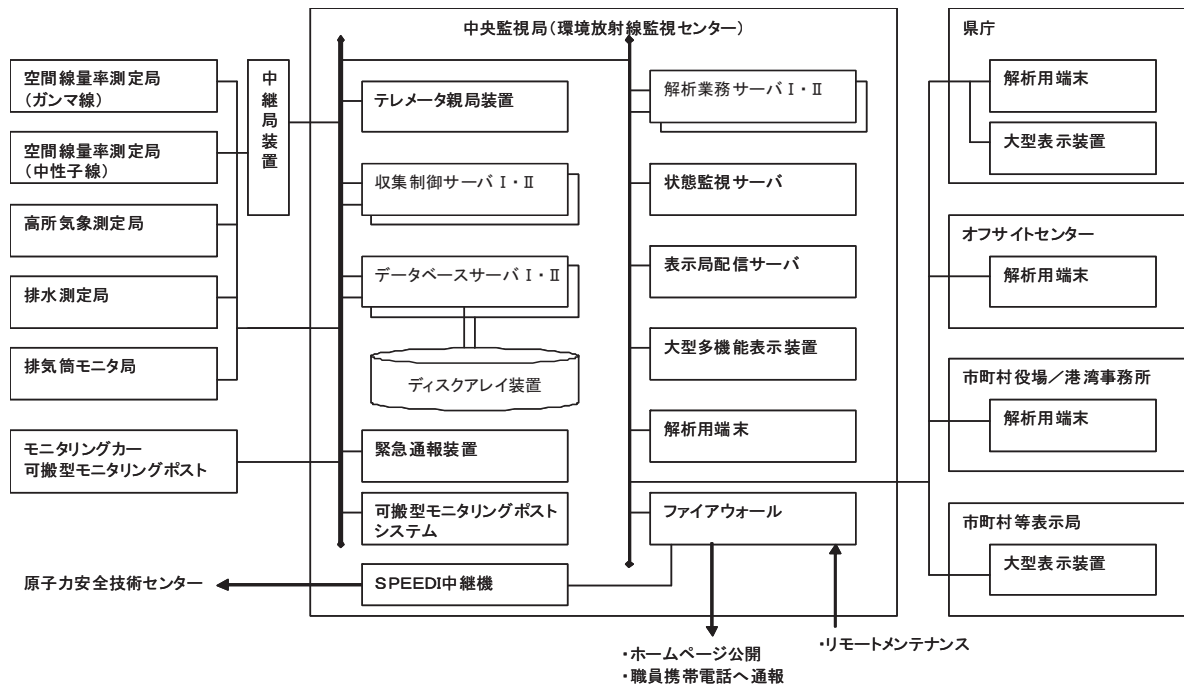 中央監視局（環境放射線監視センター）
空間線量率測定局
（ガンマ線）
空間線量率測定局
（中性子線）
高所気象測定局
排水測定局
排気筒モニタ局
モニタリングカー
可搬型モニタリングポスト
原子力安全技術センター
中継局装置
テレメータ親局装置
収集制御サーバⅠ・Ⅱ
データベースサーバⅠ・Ⅱ
ディスクアレイ装置
緊急通報装置
可搬型モニタリングポスト
システム
SPEEDI中継機
解析業務サーバⅠ・Ⅱ
状態監視サーバ
表示局配信サーバ
大型多機能表示装置
解析用端末
ファイアウォール
・ホームページ公開
・職員携帯電話へ通報
・リモートメンテナンス
県庁
解析用端末
大型表示装置
オフサイトセンター
解析用端末
市町村役場／港湾事務所
解析用端末
市町村等表示局
大型表示装置